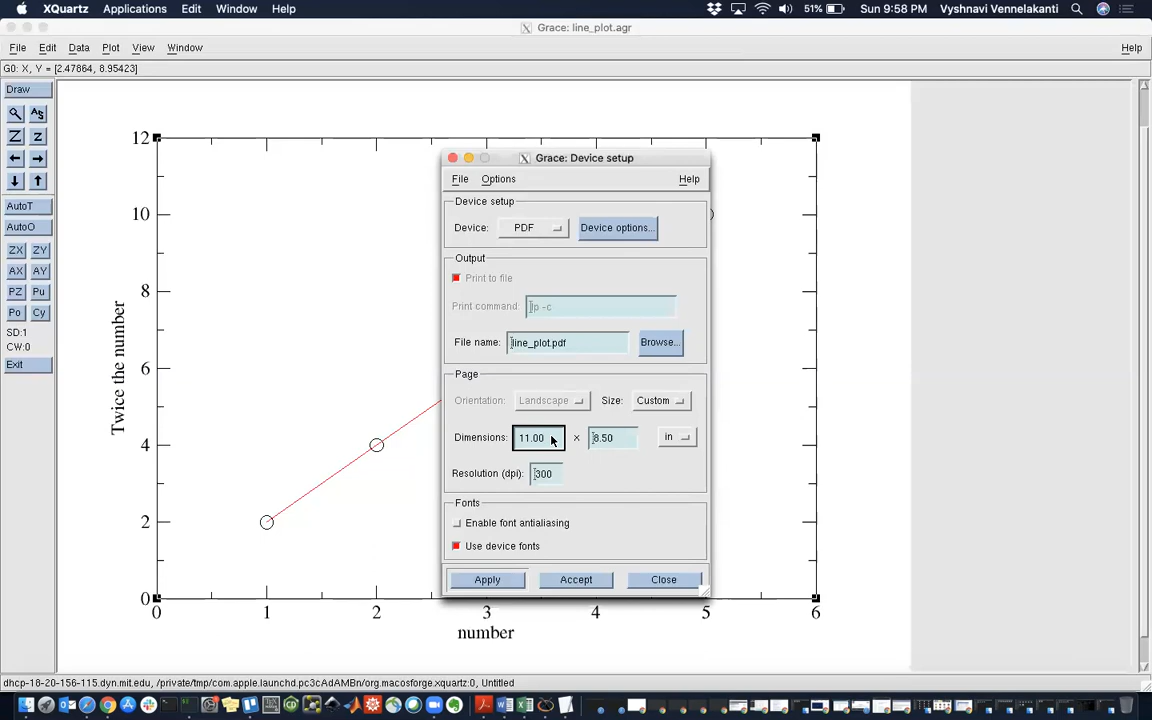 XQuartz Applications Edit Window Help 51% Sun 9:58 PM Vyshnavi Vennelakanti
Grace: line_plot.agr
File Edit Data Plot View Window Help
G0: X, Y = [2.47864, 8.95423]
Draw
AS
Z z
AutoT
AutoO
ZX ZY
AX AY
PZ Pu
Po Cy
SD:1
CW:0
Exit
12
10
8
6
4
2
0
0 1 2 3 4 5 6
number
Twice the number
Grace: Device setup
File Options Help
Device setup
Device: PDF Device options...
Output
Print to file
Print command: lp -c
File name: line_plot.pdf Browse...
Page
Orientation: Landscape Size: Custom
Dimensions: 11.00 × 8.50 in
Resolution (dpi): 300
Fonts
Enable font antialiasing
Use device fonts
Apply Accept Close
dhcp-18-20-156-115.dyn.mit.edu, /private/tmp/com.apple.launchd.pc3cAdAMBn/org.macosforge.xquartz:0, Untitled